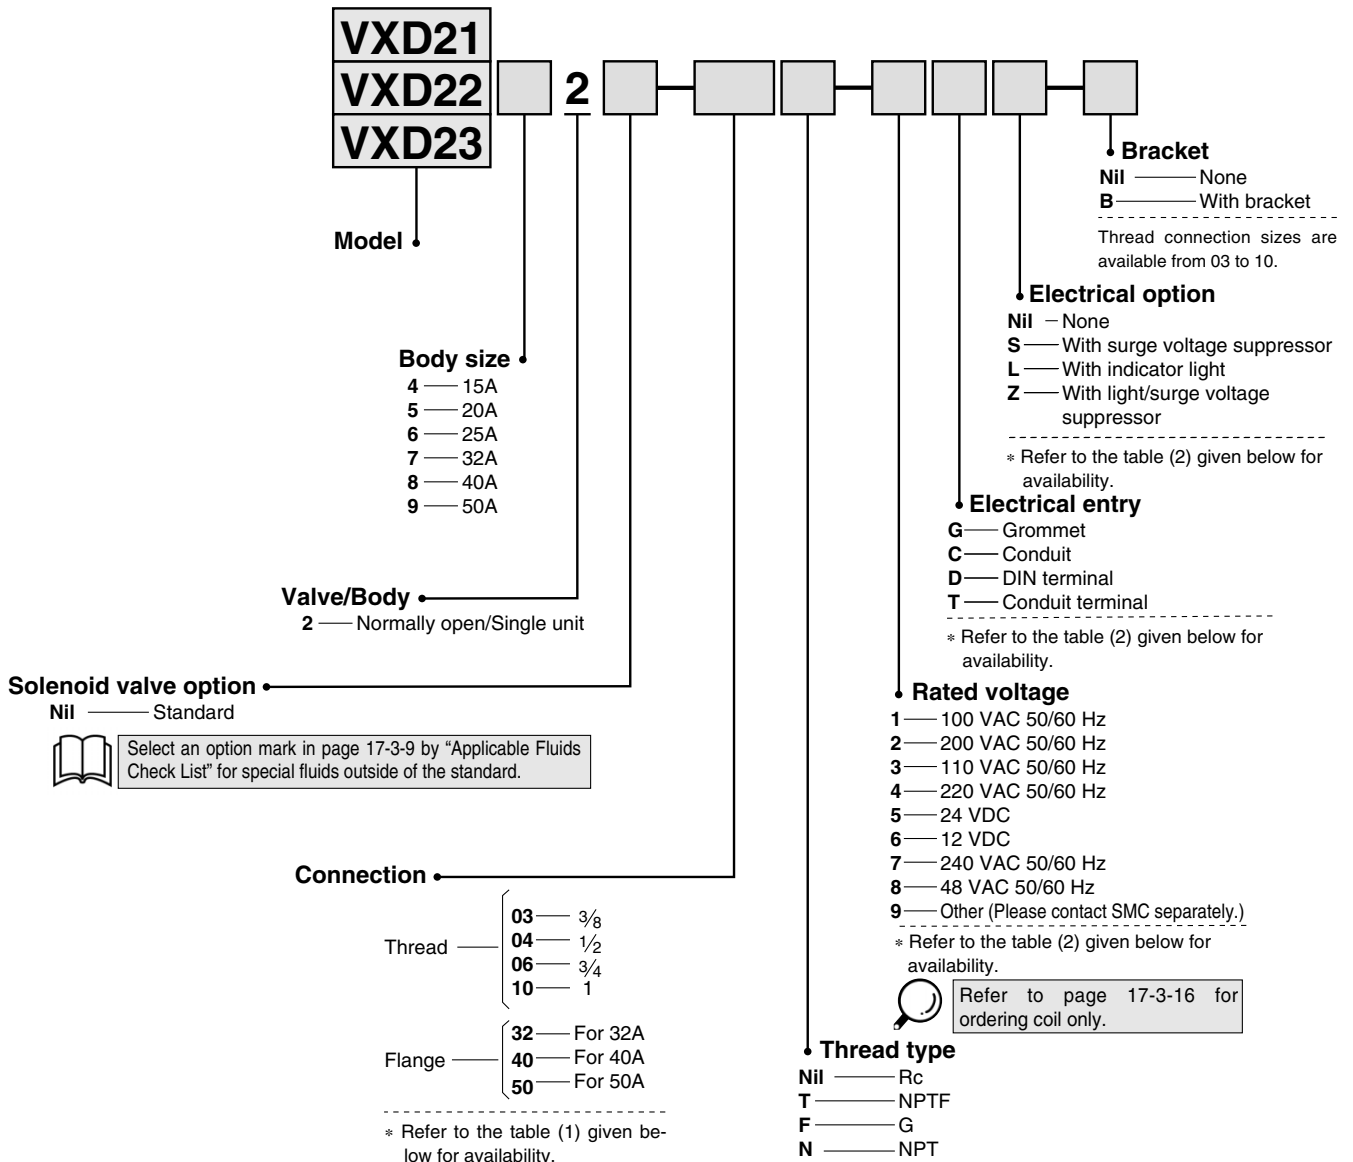 VXD21
VXD22
2
VXD23
Model
Bracket
Nil None
B With bracket
Thread connection sizes are
available from 03 to 10.
Electrical option
Nil None
S With surge voltage suppressor
L With indicator light
Z With light/surge voltage
suppressor
* Refer to the table (2) given below for
availability.
Body size
4 15A
5 20A
6 25A
7 32A
8 40A
9 50A
Electrical entry
G Grommet
C Conduit
D DIN terminal
T Conduit terminal
* Refer to the table (2) given below for
availability.
Valve/Body
2 Normally open/Single unit
Solenoid valve option
Nil Standard
Select an option mark in page 17-3-9 by “Applicable Fluids
Check List” for special fluids outside of the standard.
Rated voltage
1 100 VAC 50/60 Hz
2 200 VAC 50/60 Hz
3 110 VAC 50/60 Hz
4 220 VAC 50/60 Hz
5 24 VDC
6 12 VDC
7 240 VAC 50/60 Hz
8 48 VAC 50/60 Hz
9 Other (Please contact SMC separately.)
* Refer to the table (2) given below for
availability.
Refer to page 17-3-16 for
ordering coil only.
Connection
Thread
03 3/8
04 1/2
06 3/4
10 1
Flange
32 For 32A
40 For 40A
50 For 50A
* Refer to the table (1) given be-
low for availability.
Thread type
Nil Rc
T NPTF
F G
N NPT